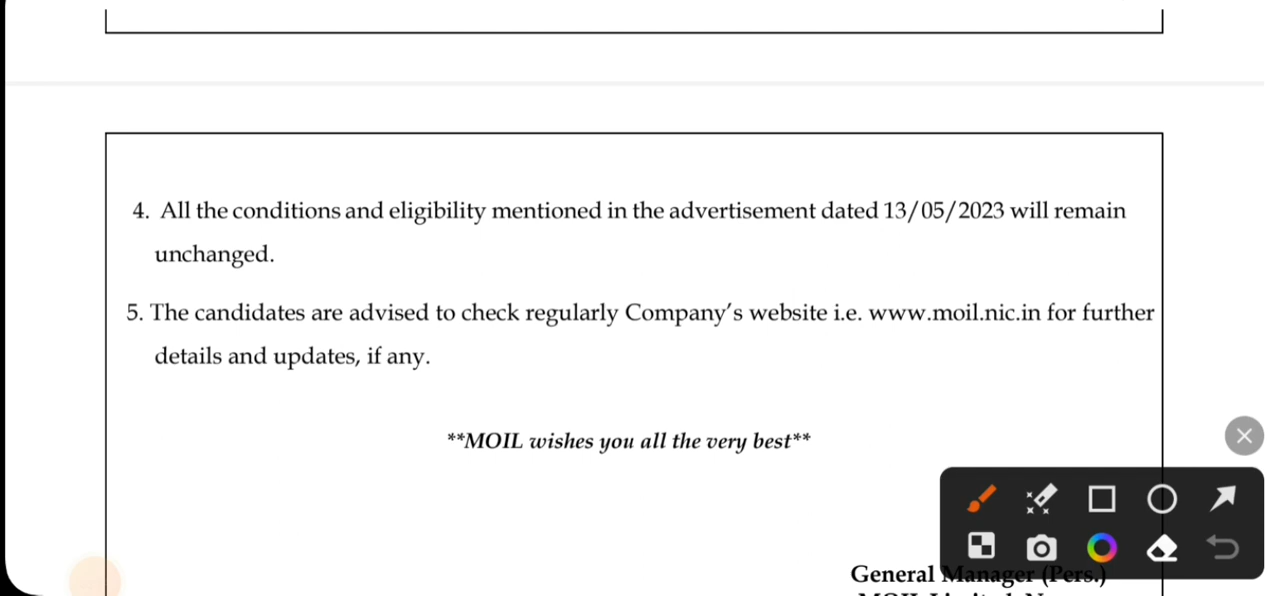 4. All the conditions and eligibility mentioned in the advertisement dated 13/05/2023 will remain
unchanged.
5. The candidates are advised to check regularly Company's website i.e. www.moil.nic.in for further
details and updates, if any.
**MOIL wishes you all the very best**
General Manager (Pers.)